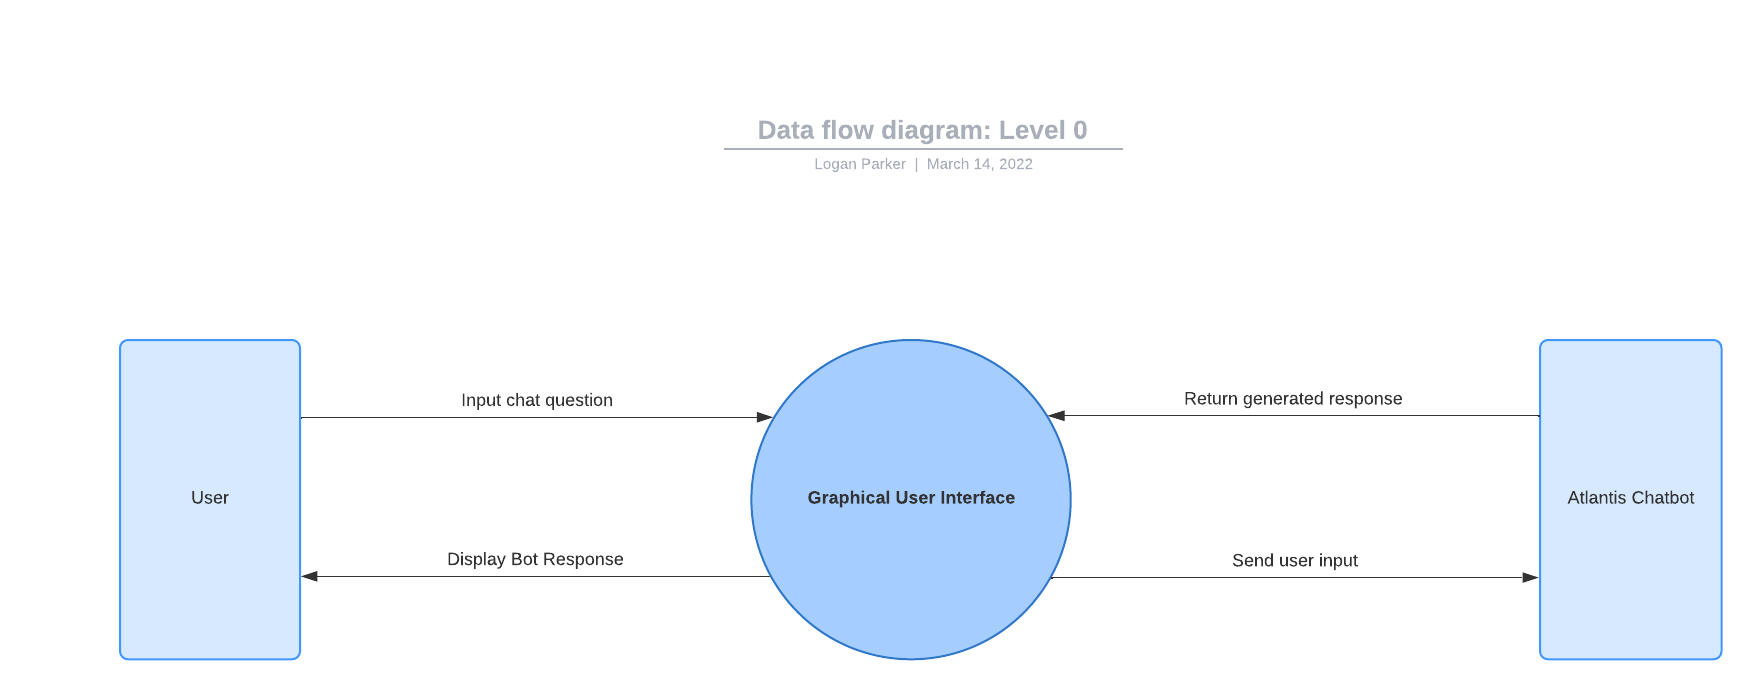 Data flow diagram: Level 0
Logan Parker | March 14, 2022
Input chat question
Return generated response
User
Graphical User Interface
Atlantis Chatbot
Display Bot Response
Send user input